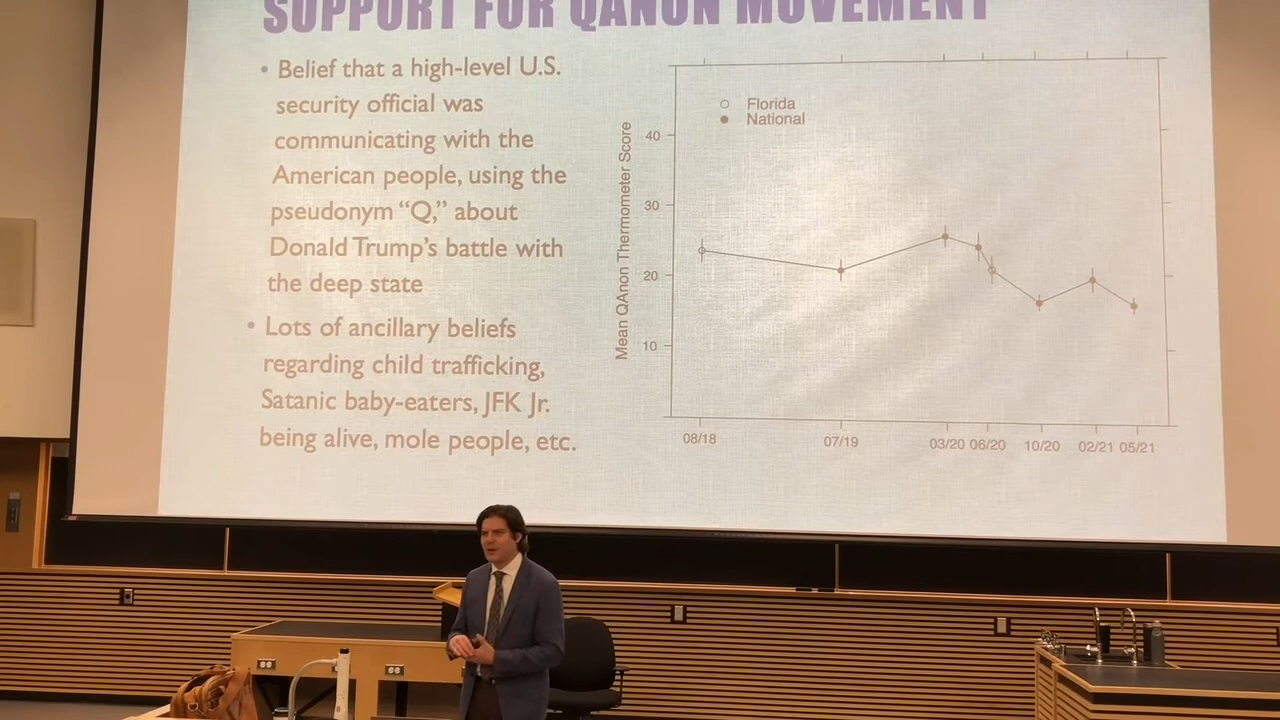 SUPPORT FOR QANON MOVEMENT
• Belief that a high-level U.S.
security official was
communicating with the
American people, using the
pseudonym “Q,” about
Donald Trump’s battle with
the deep state
• Lots of ancillary beliefs
regarding child trafficking,
Satanic baby-eaters, JFK Jr.
being alive, mole people, etc.
Florida
National
Mean QAnon Thermometer Score
40
30
20
10
08/18 07/19 03/20 06/20 10/20 02/21 05/21